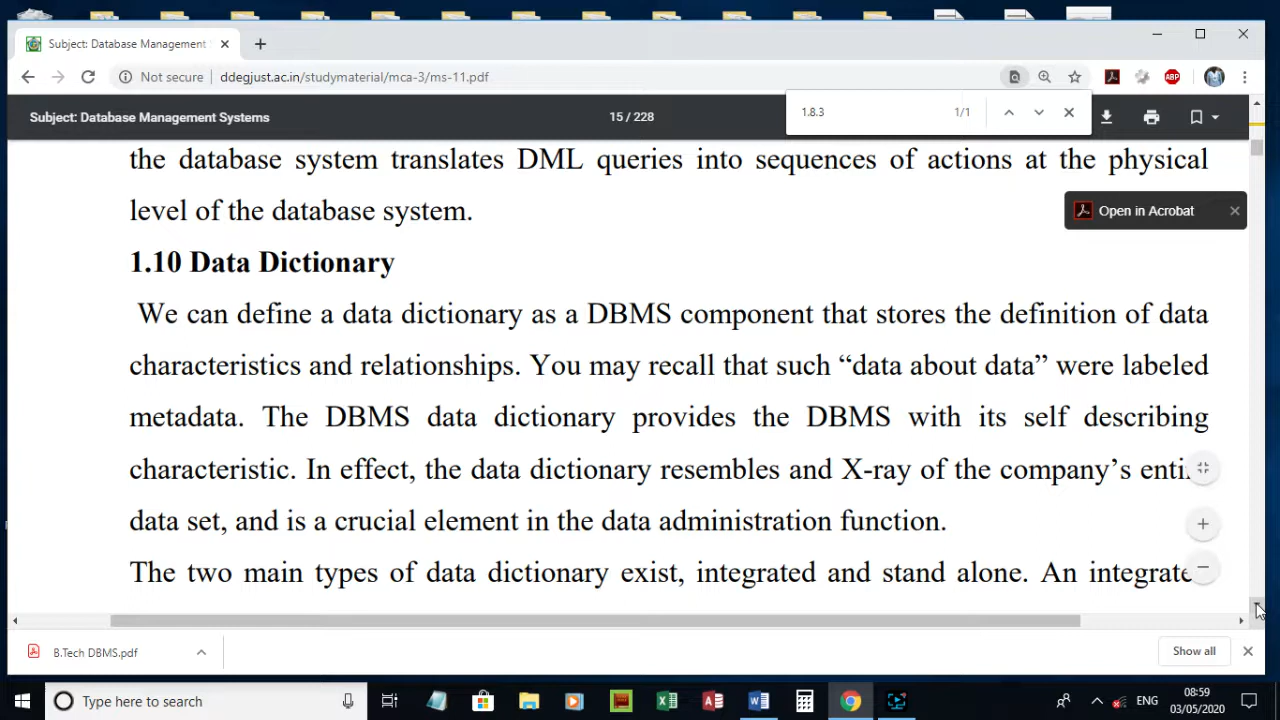 Subject: Database Management
Not secure
ddegjust.ac.in/studymaterial/mca-3/ms-11.pdf
ABP
1.8.3
1/1
Subject: Database Management Systems
15 / 228
the database system translates DML queries into sequences of actions at the physical
level of the database system.
Open in Acrobat
1.10 Data Dictionary
We can define a data dictionary as a DBMS component that stores the definition of data
characteristics and relationships. You may recall that such “data about data” were labeled
metadata. The DBMS data dictionary provides the DBMS with its self describing
characteristic. In effect, the data dictionary resembles and X-ray of the company’s enti
data set, and is a crucial element in the data administration function.
The two main types of data dictionary exist, integrated and stand alone. An integrate
B.Tech DBMS.pdf
Show all
Type here to search
ENG
08:59
03/05/2020